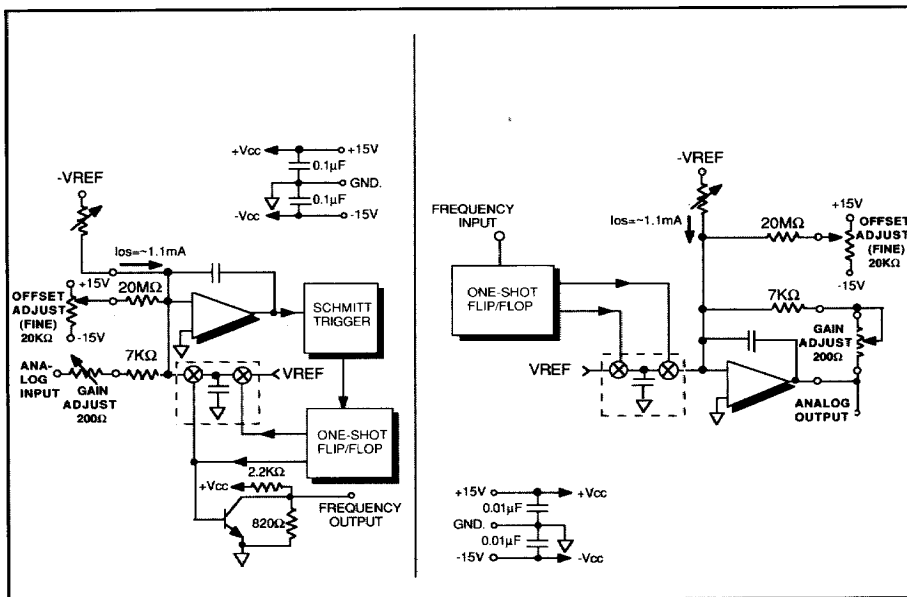 +VCC
+15V
0.1µF
GND.
0.1µF
-VCC
-15V
-VREF
Ios=~1.1mA
+15V
20MΩ
OFFSET
ADJUST
(FINE)
20KΩ
-15V
SCHMITT
TRIGGER
7KΩ
ANA-
LOG
INPUT
GAIN
ADJUST
200Ω
VREF
ONE-SHOT
FLIP/FLOP
2.2KΩ
+VCC
820Ω
FREQUENCY
OUTPUT
-VREF
FREQUENCY
INPUT
Ios=~1.1mA
+15V
20MΩ
OFFSET
ADJUST
(FINE)
20KΩ
-15V
ONE-SHOT
FLIP/FLOP
7KΩ
GAIN
ADJUST
200Ω
VREF
ANALOG
OUTPUT
+15V
+VCC
0.01µF
GND.
0.01µF
-15V
-VCC